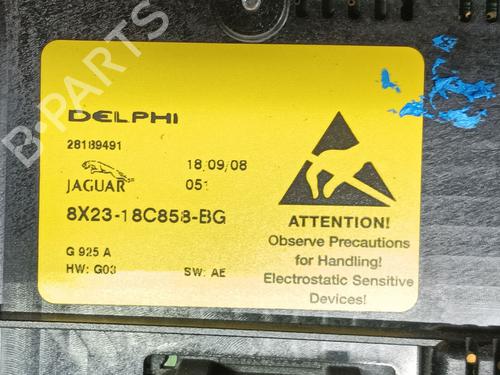 B-PARTS
DELPHI
28189491
JAGUAR
18/09/08
051
8X23-18C858-BG
G 925 A
HW: G03
SW: AE
ATTENTION!
Observe Precautions
for Handling!
Electrostatic Sensitive
Devices!